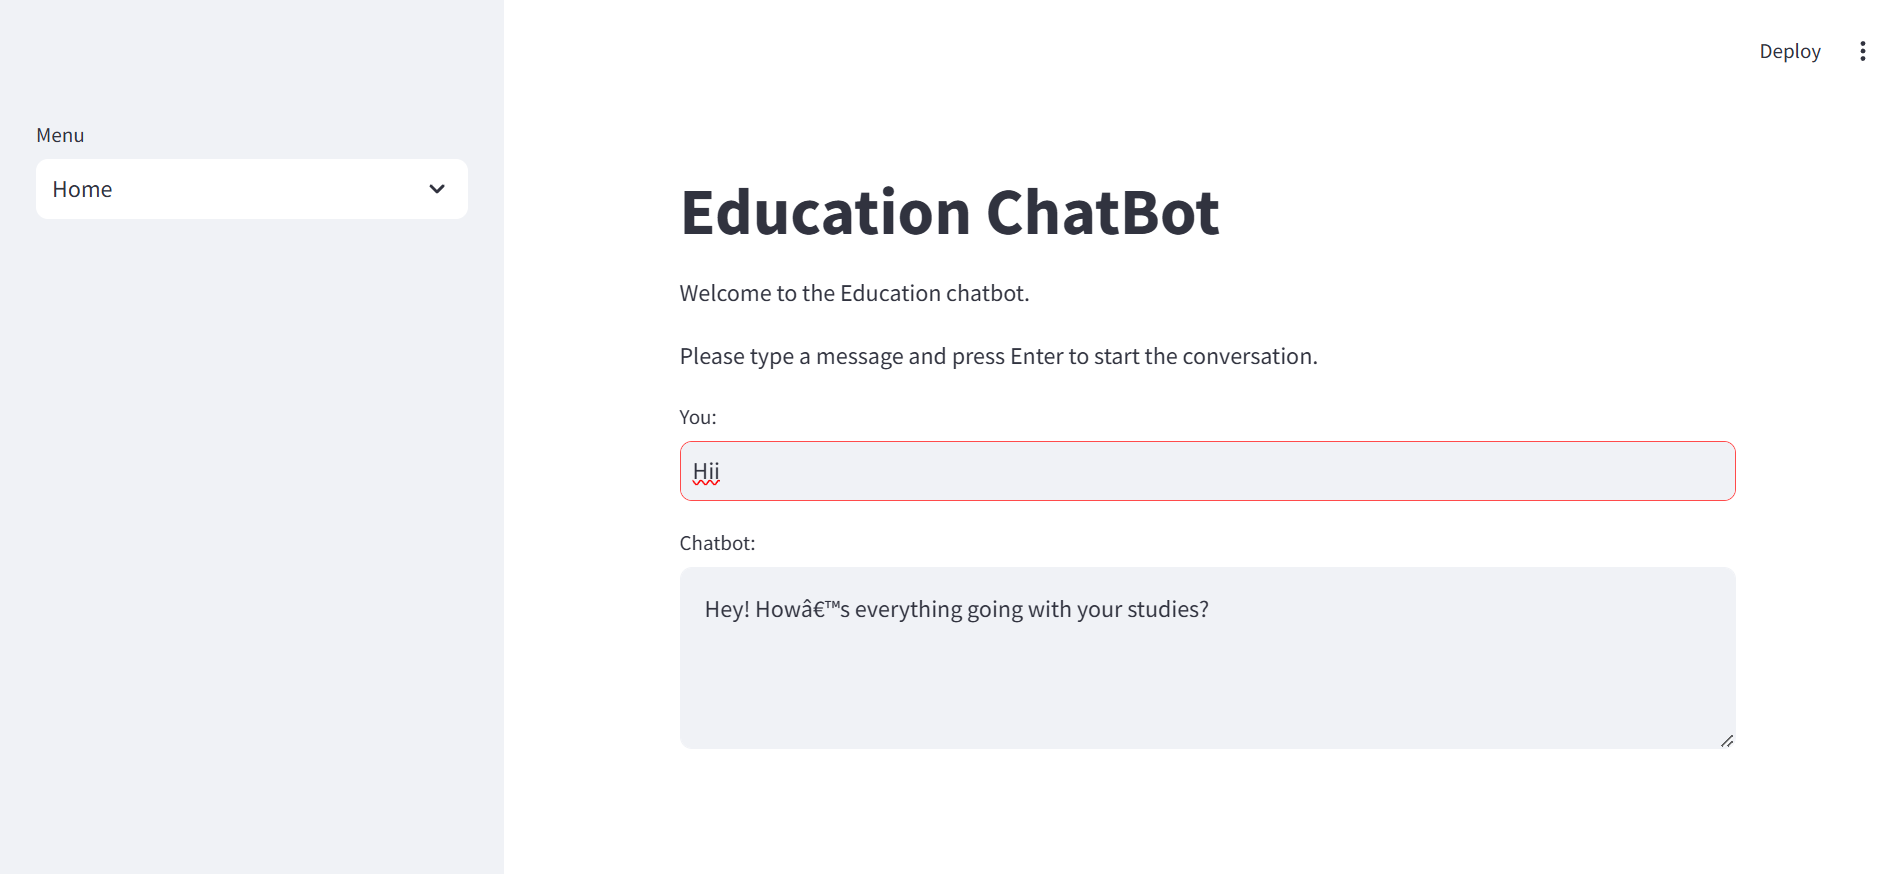 Deploy
Menu
Home
Education ChatBot
Welcome to the Education chatbot.
Please type a message and press Enter to start the conversation.
You:
Hii
Chatbot:
Hey! Howâ€™s everything going with your studies?